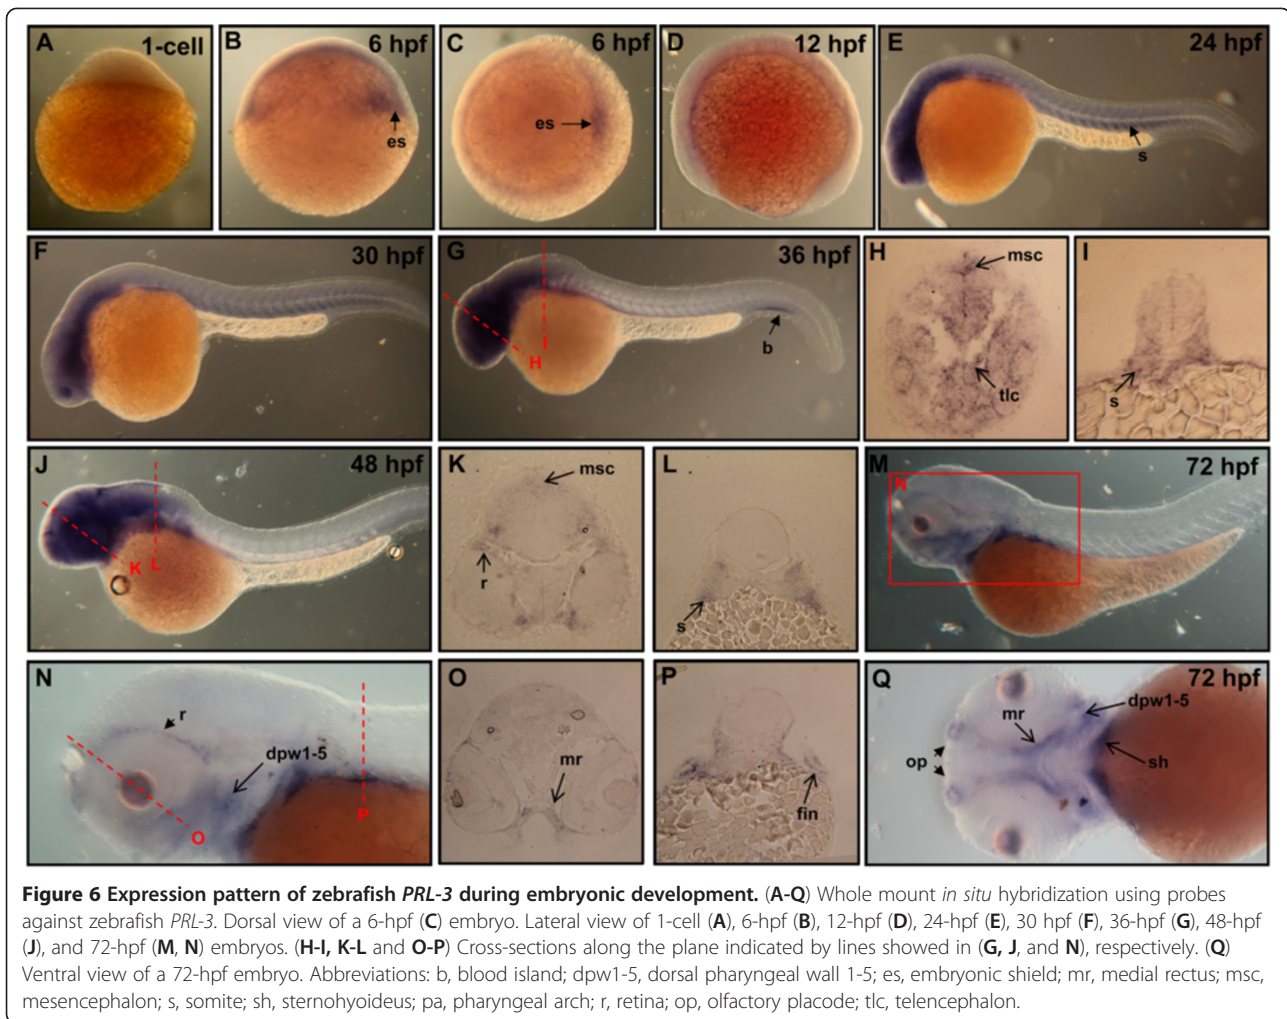 A 1-cell
B 6 hpf
es
C 6 hpf
es
D 12 hpf
E 24 hpf
s
F 30 hpf
G 36 hpf
H
I
b
H
msc
tlc
I
s
J 48 hpf
K
L
K
msc
r
L
s
M 72 hpf
N
N
r
dpw1-5
O
P
O
mr
P
fin
Q 72 hpf
dpw1-5
mr
op
sh
Figure 6 Expression pattern of zebrafish PRL-3 during embryonic development. (A-Q) Whole mount in situ hybridization using probes
against zebrafish PRL-3. Dorsal view of a 6-hpf (C) embryo. Lateral view of 1-cell (A), 6-hpf (B), 12-hpf (D), 24-hpf (E), 30 hpf (F), 36-hpf (G), 48-hpf
(J), and 72-hpf (M, N) embryos. (H-I, K-L and O-P) Cross-sections along the plane indicated by lines showed in (G, J, and N), respectively. (Q)
Ventral view of a 72-hpf embryo. Abbreviations: b, blood island; dpw1-5, dorsal pharyngeal wall 1-5; es, embryonic shield; mr, medial rectus; msc,
mesencephalon; s, somite; sh, sternohyoideus; pa, pharyngeal arch; r, retina; op, olfactory placode; tlc, telencephalon.